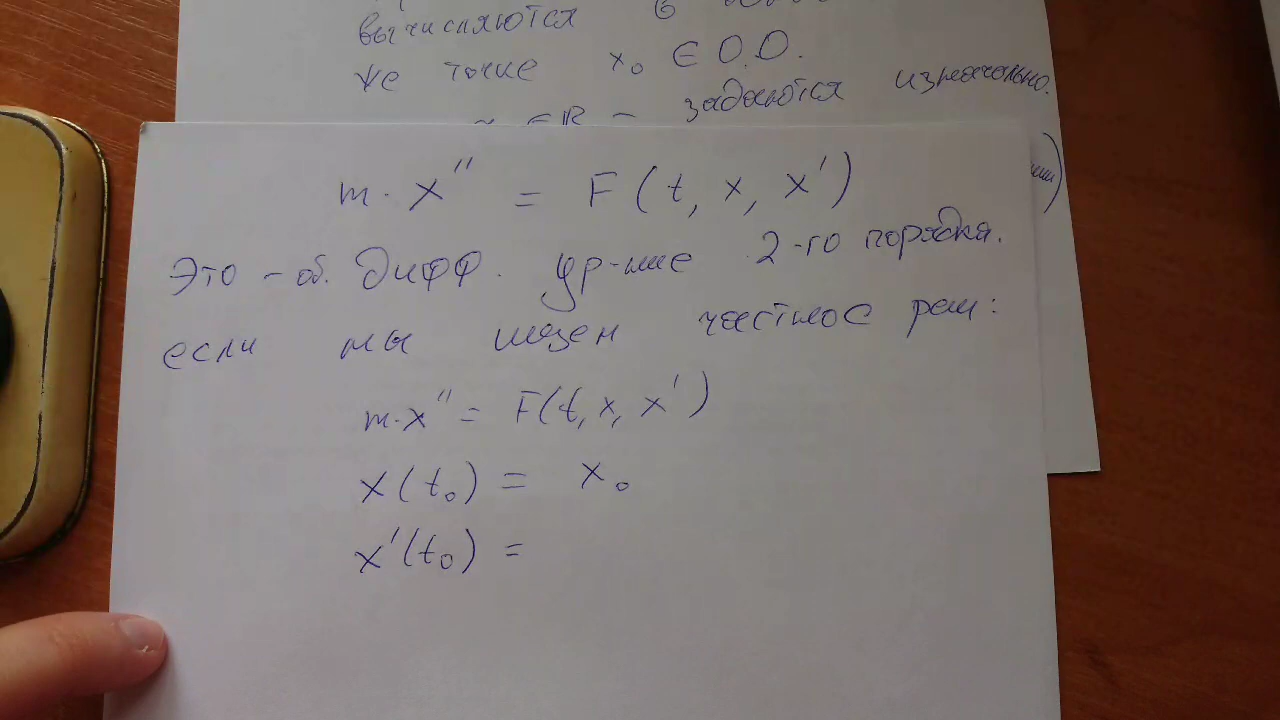 вычисляются в
же точке x₀ ∈ О.О.
∈ ℝ – задаются изначально.
m · x'' = F(t, x, x')
Это – об. дифф. ур-ние 2-го порядка.
если мы ищем частное реш:
m·x'' = F(t, x, x')
x(t₀) = x₀
x'(t₀) =